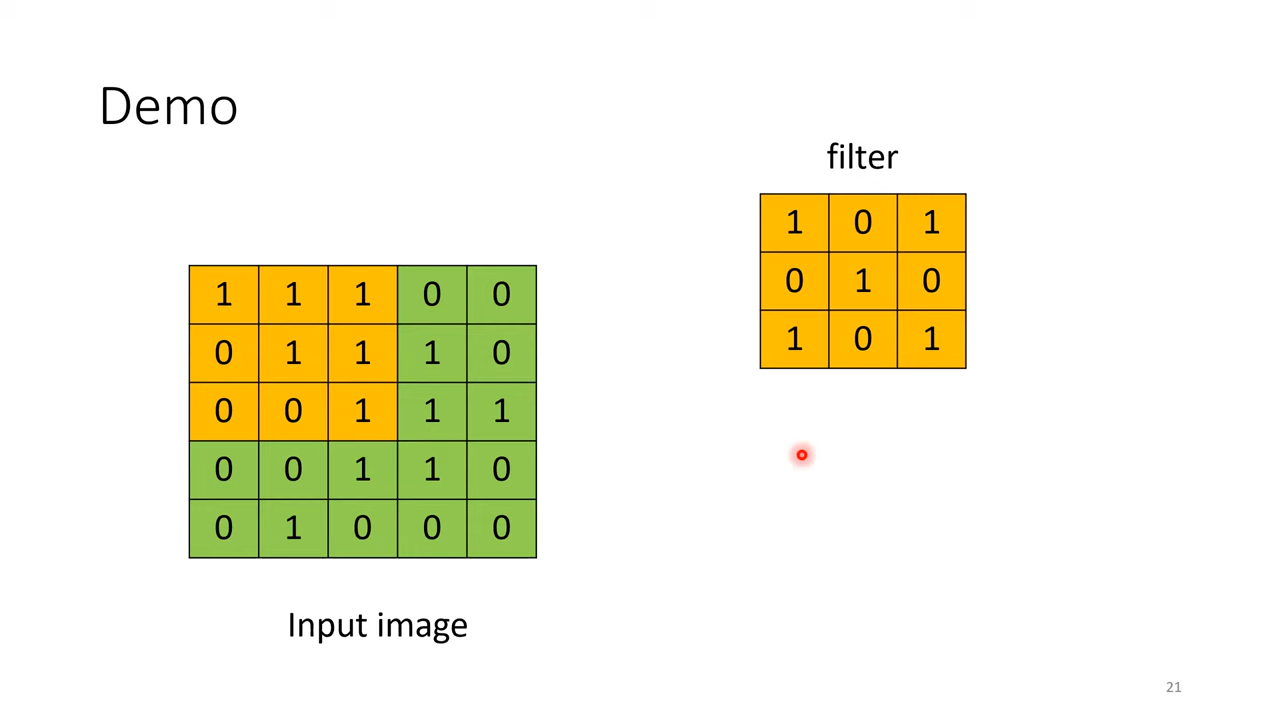 Demo
filter
1 0 1
0 1 0
1 0 1
1 1 1 0 0
0 1 1 1 0
0 0 1 1 1
0 0 1 1 0
0 1 0 0 0
Input image
21